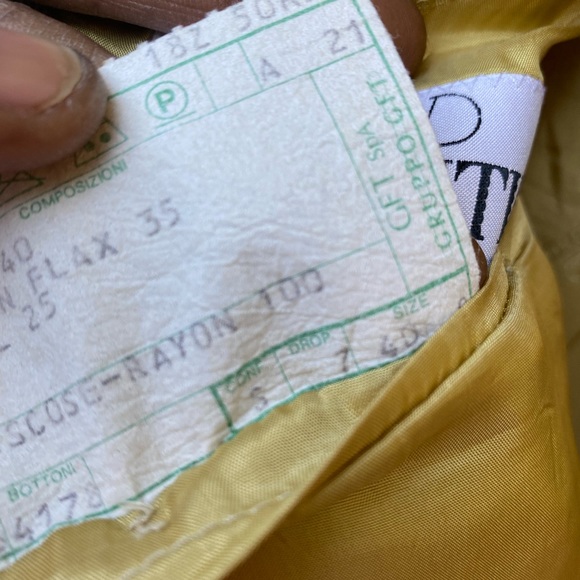 18Z
A 21
P
COMPOSIZIONI
GFT SPA
GRUPPO GFT
40
FLAX 35
25
SCOSE-RAYON 100
CONF DROP SIZE
S 7 40
BOTTONI
4178
D